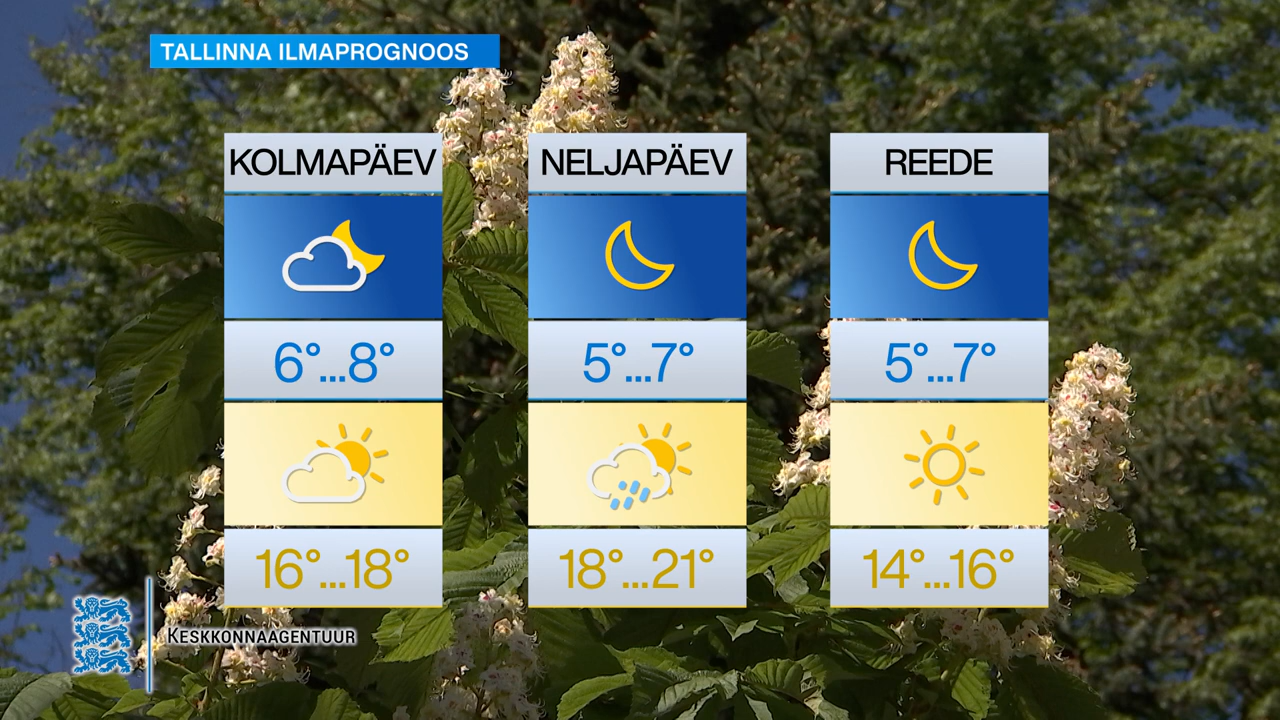 TALLINNA ILMAPROGNOOS
KOLMAPÄEV
6°...8°
16°...18°
NELJAPÄEV
5°...7°
18°...21°
REEDE
5°...7°
14°...16°
KESKKONNAAGENTUUR